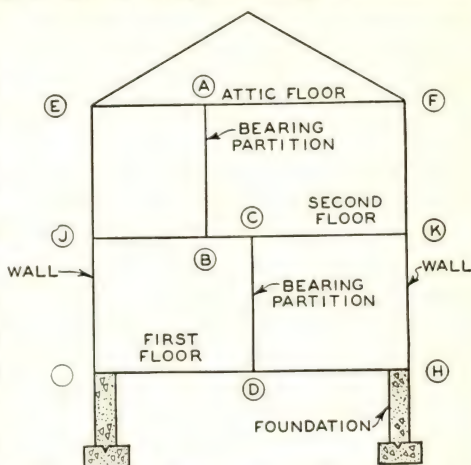 A
ATTIC FLOOR
E
F
BEARING
PARTITION
SECOND
FLOOR
C
J
K
B
WALL
WALL
BEARING
PARTITION
FIRST
FLOOR
H
D
FOUNDATION